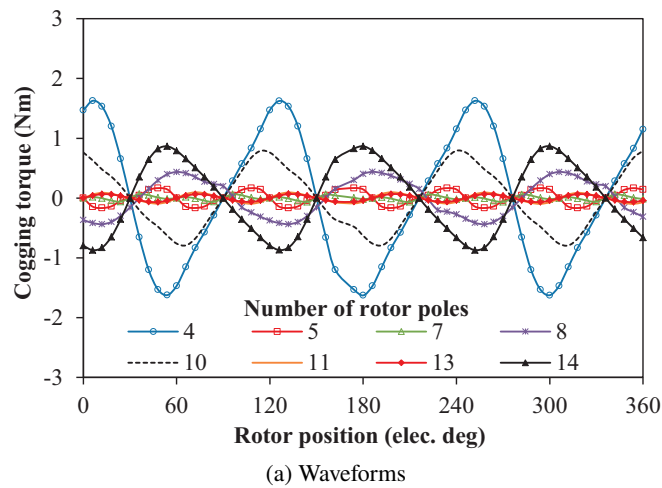 3
2
1
0
-1
-2
-3
Cogging torque (Nm)
Number of rotor poles
4 5 7 8
10 11 13 14
0 60 120 180 240 300 360
Rotor position (elec. deg)
(a) Waveforms